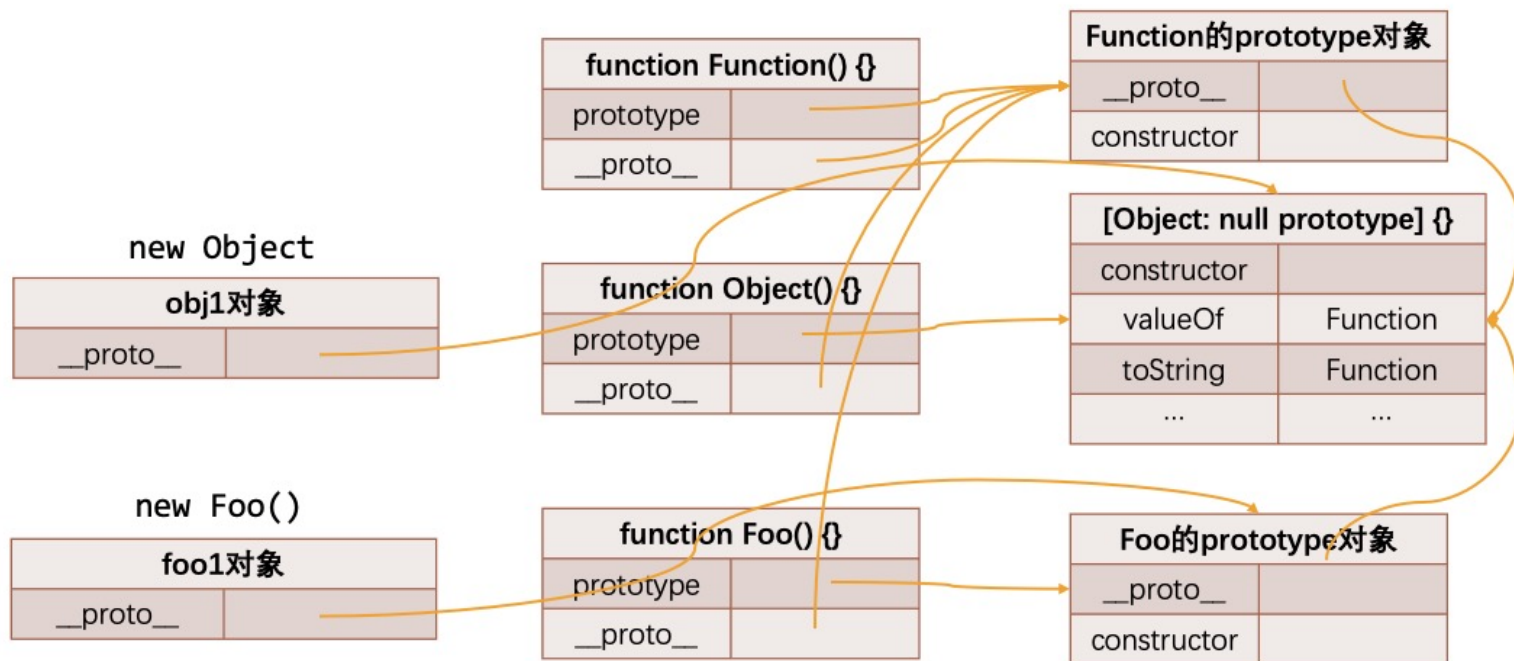 function Function() {}
prototype
__proto__
Function的prototype对象
__proto__
constructor
new Object
obj1对象
__proto__
function Object() {}
prototype
__proto__
[Object: null prototype] {}
constructor
valueOf Function
toString Function
... ...
new Foo()
foo1对象
__proto__
function Foo() {}
prototype
__proto__
Foo的prototype对象
__proto__
constructor